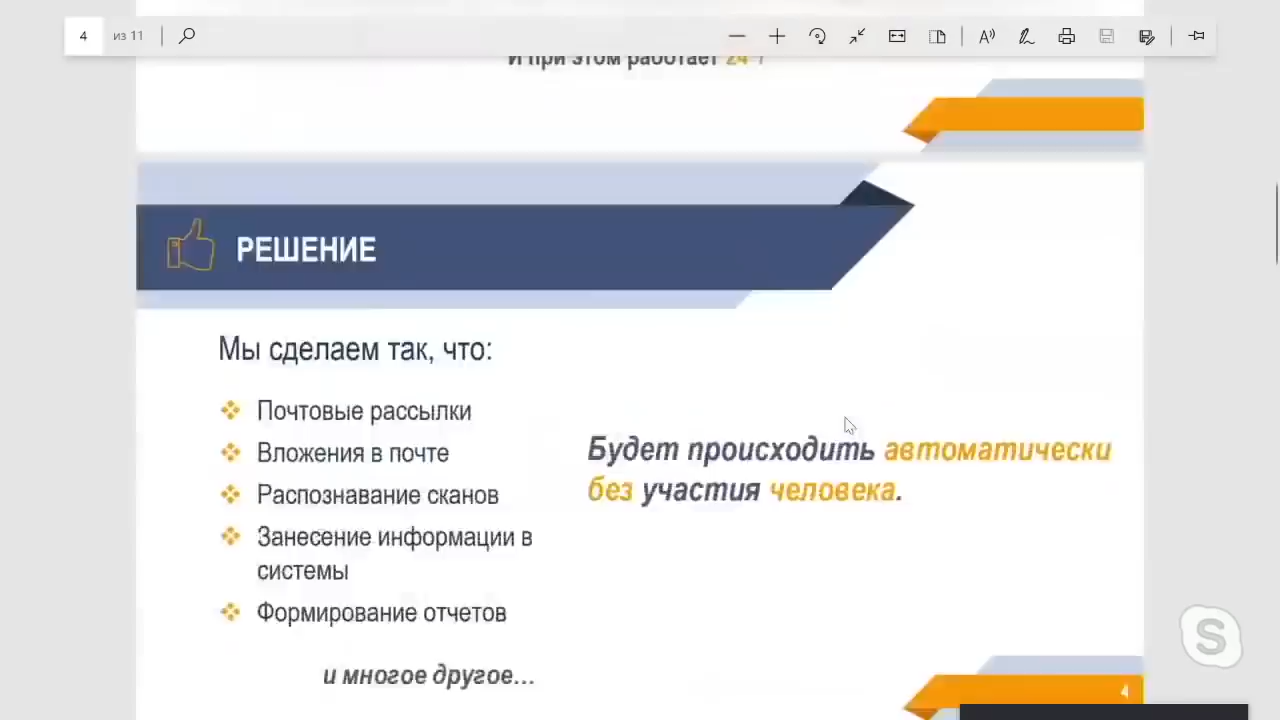 4 из 11
И при этом работает 24/7
РЕШЕНИЕ
Мы сделаем так, что:
Почтовые рассылки
Вложения в почте
Распознавание сканов
Занесение информации в
системы
Формирование отчетов
и многое другое...
Будет происходить автоматически
без участия человека.
4